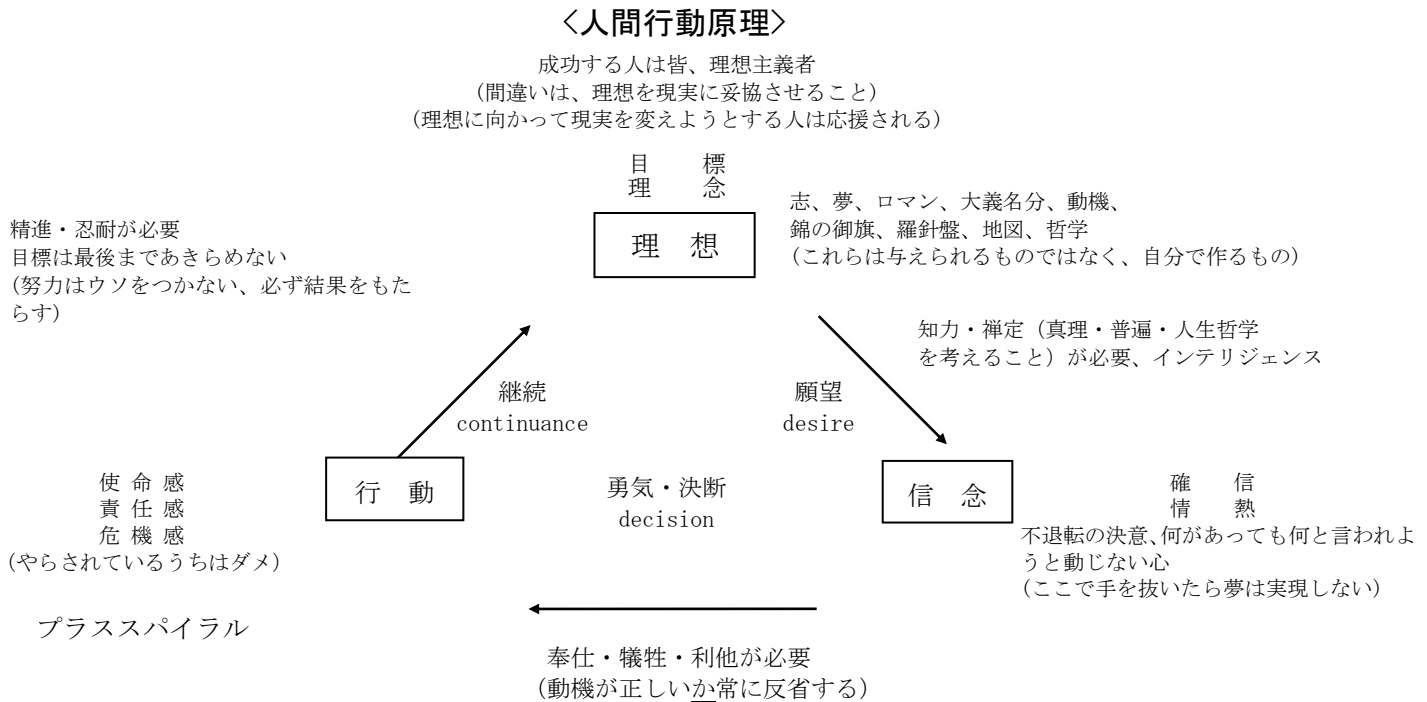 <人間行動原理>
成功する人は皆、理想主義者
(間違いは、理想を現実に妥協させること)
(理想に向かって現実を変えようとする人は応援される)
目　標
理　念
理　想
志、夢、ロマン、大義名分、動機、
錦の御旗、羅針盤、地図、哲学
(これらは与えられるものではなく、自分で作るもの)
精進・忍耐が必要
目標は最後まであきらめない
(努力はウソをつかない、必ず結果をもた
らす)
知力・禅定（真理・普遍・人生哲学
を考えること）が必要、インテリジェンス
継続
continuance
願望
desire
使 命 感
責 任 感
危 機 感
(やらされているうちはダメ)
行　動
勇気・決断
decision
信　念
確　信
情　熱
不退転の決意、何があっても何と言われよ
うと動じない心
(ここで手を抜いたら夢は実現しない)
プラススパイラル
奉仕・犠牲・利他が必要
(動機が正しいか常に反省する)